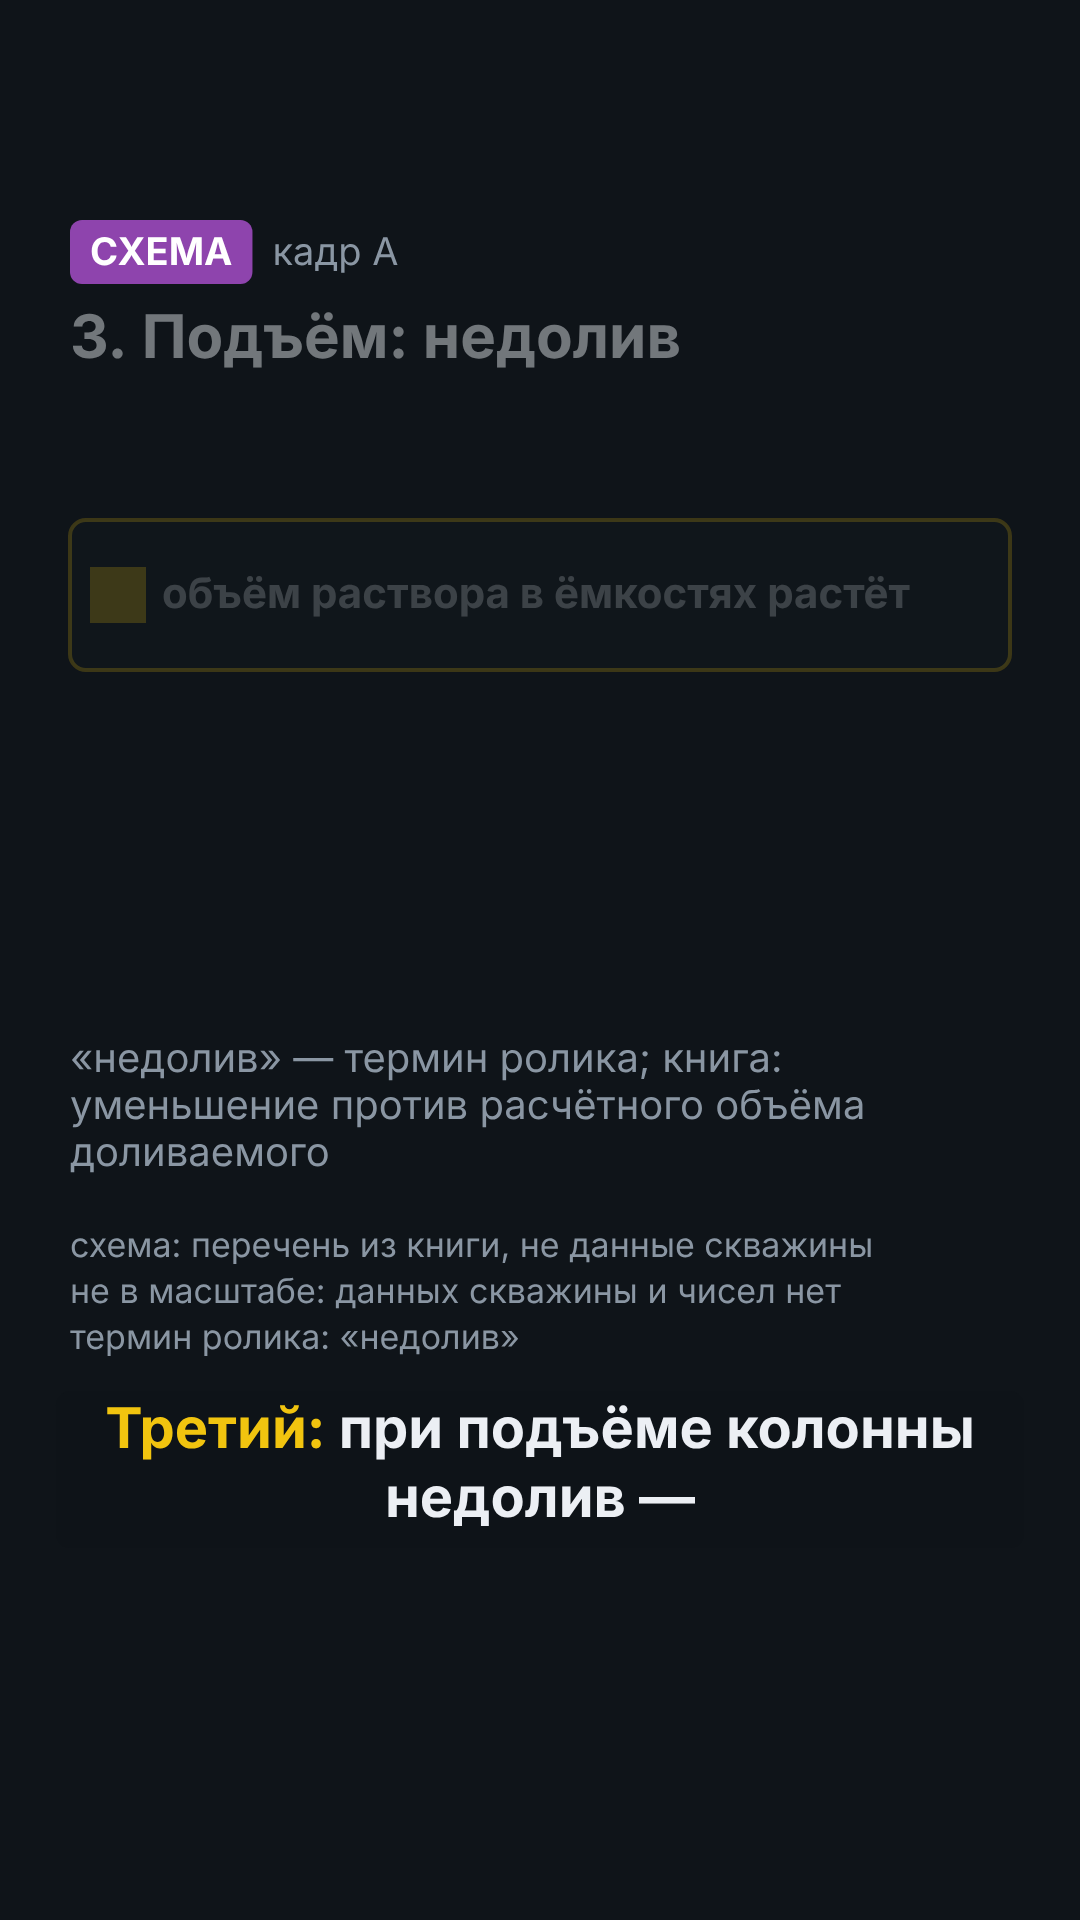 СХЕМА кадр А
3. Подъём: недолив
объём раствора в ёмкостях растёт
«недолив» — термин ролика; книга:
уменьшение против расчётного объёма
доливаемого
схема: перечень из книги, не данные скважины
не в масштабе: данных скважины и чисел нет
термин ролика: «недолив»
Третий: при подъёме колонны
недолив —